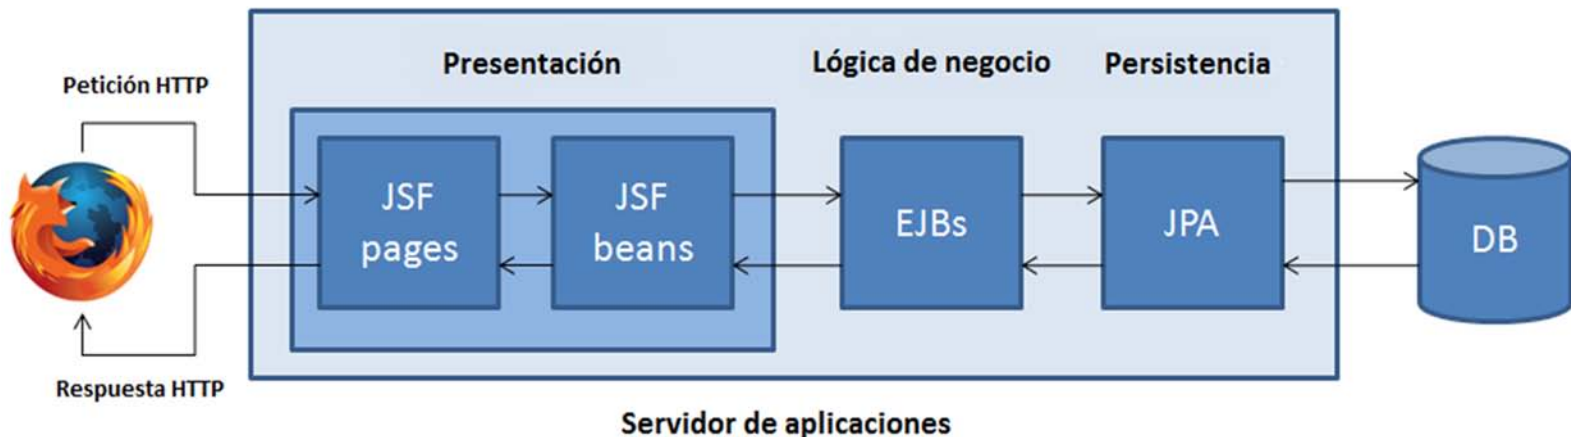 Presentación
Lógica de negocio
Persistencia
Petición HTTP
JSF
pages
JSF
beans
EJBs
JPA
DB
Respuesta HTTP
Servidor de aplicaciones